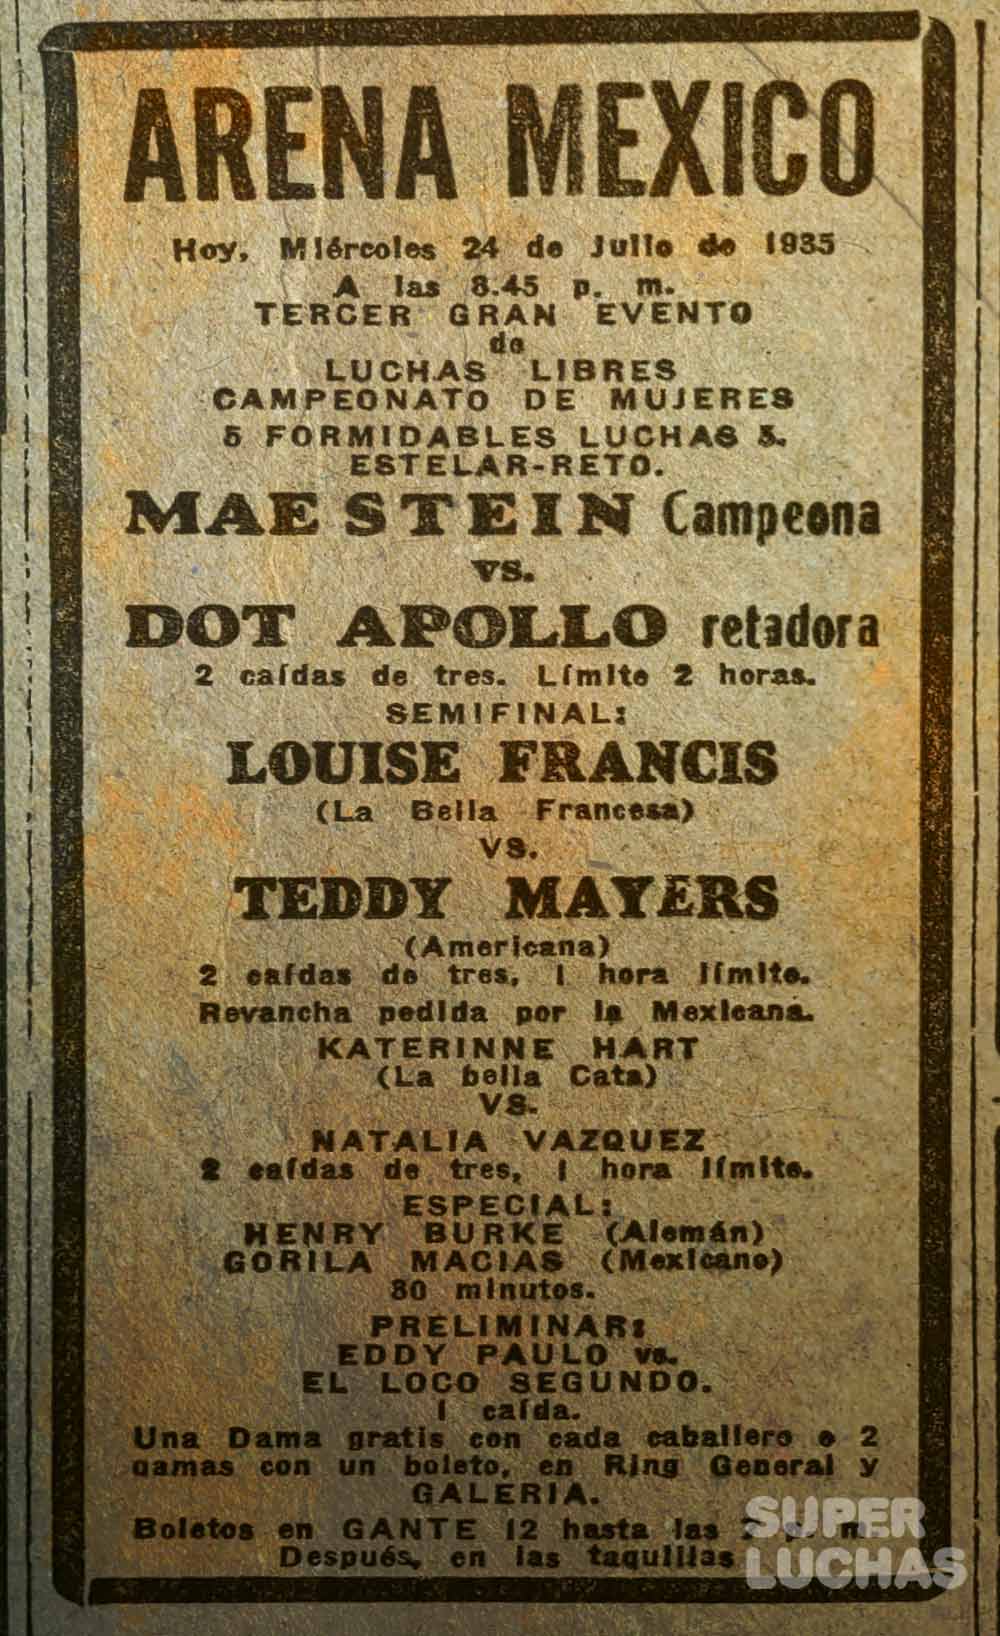 ARENA MEXICO
Hoy, Miércoles 24 de Julio de 1935
A las 8.45 p. m.
TERCER GRAN EVENTO
de
LUCHAS LIBRES
CAMPEONATO DE MUJERES
5 FORMIDABLES LUCHAS 5.
ESTELAR-RETO.
MAE STEIN Campeona
VS.
DOT APOLLO retadora
2 caídas de tres. Límite 2 horas.
SEMIFINAL:
LOUISE FRANCIS
(La Bella Francesa)
VS.
TEDDY MAYERS
(Americana)
2 caídas de tres, 1 hora límite.
Revancha pedida por la Mexicana.
KATERINNE HART
(La bella Cata)
VS.
NATALIA VAZQUEZ
2 caídas de tres, 1 hora límite.
ESPECIAL:
HENRY BURKE (Alemán)
GORILA MACIAS (Mexicano)
30 minutos.
PRELIMINAR:
EDDY PAULO vs.
EL LOCO SEGUNDO.
1 caída.
Una Dama gratis con cada caballero o 2
damas con un boleto, en Ring General y
GALERIA.
Boletos en GANTE 12 hasta las p. m.
Después, en las taquillas
SUPER
LUCHAS